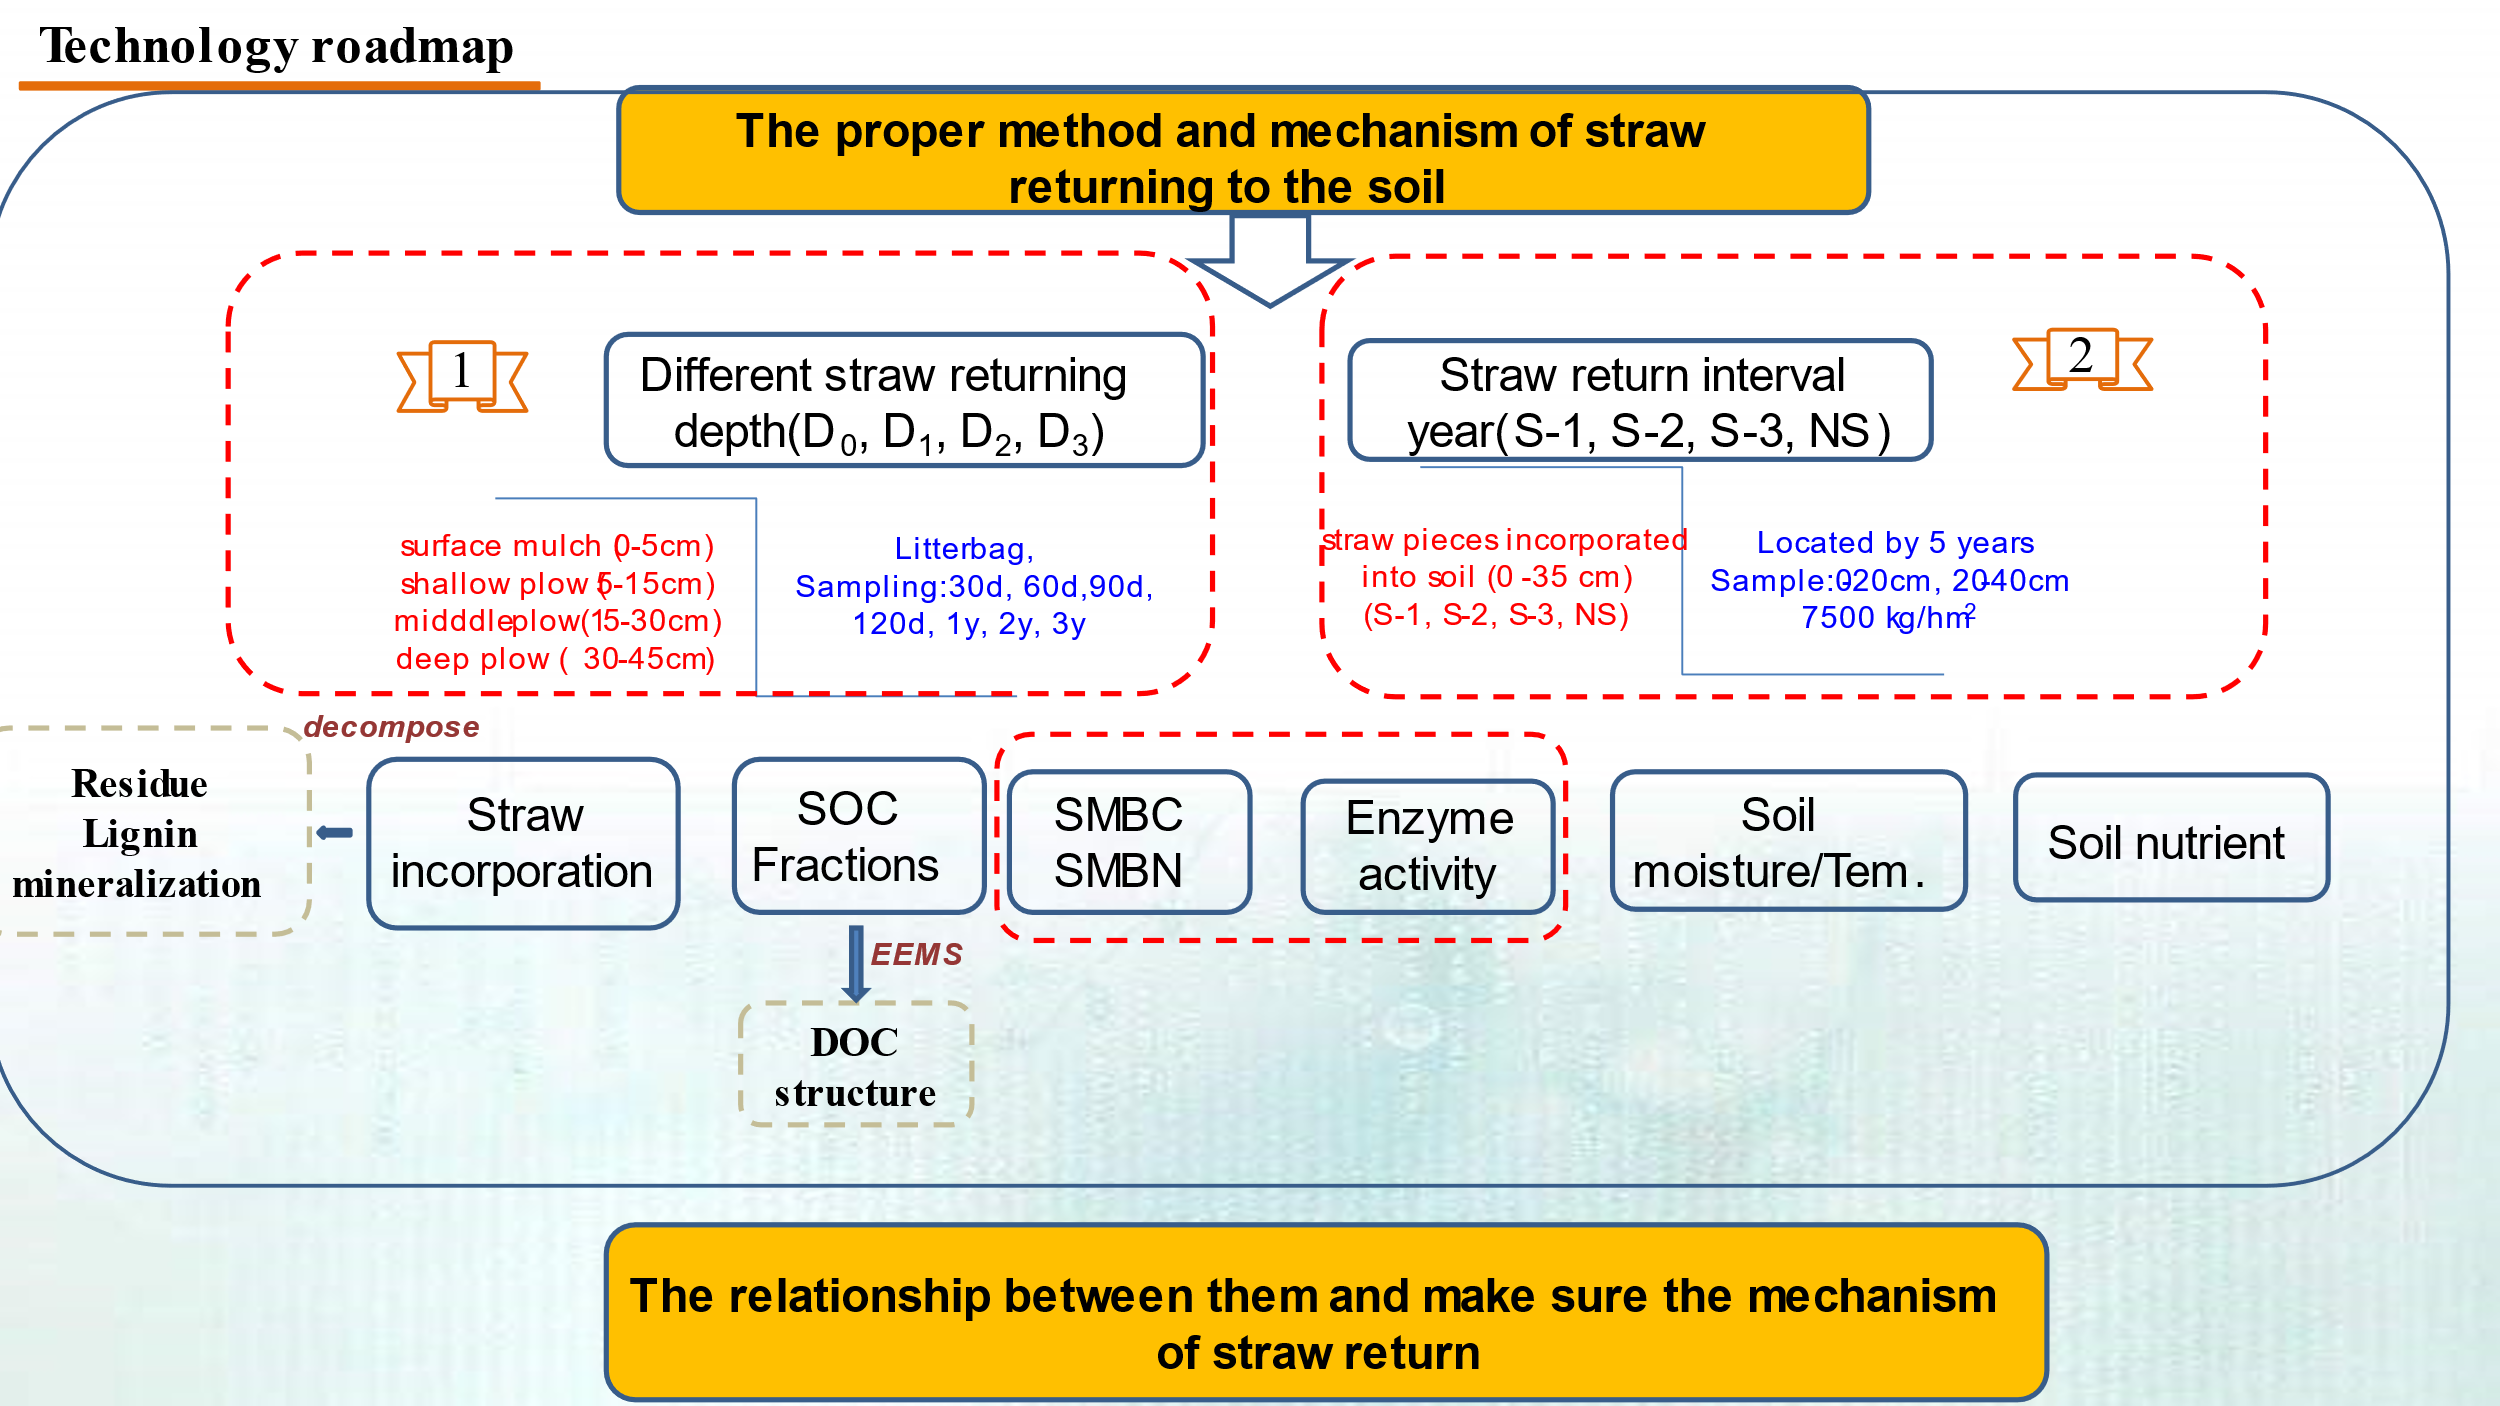 Technology roadmap
The proper method and mechanism of straw
returning to the soil
1
Different straw returning
depth(D0, D1, D2, D3)
surface mulch (0-5cm)
shallow plow (5-15cm)
midddleplow(15-30cm)
deep plow ( 30-45cm)
Litterbag,
Sampling:30d, 60d,90d,
120d, 1y, 2y, 3y
Straw return interval
year(S-1, S-2, S-3, NS)
2
straw pieces incorporated
into soil (0 -35 cm)
(S-1, S-2, S-3, NS)
Located by 5 years
Sample:0-20cm, 20-40cm
7500 kg/hm2
decompose
Residue
Lignin
mineralization
Straw
incorporation
SOC
Fractions
SMBC
SMBN
Enzyme
activity
Soil
moisture/Tem.
Soil nutrient
EEMS
DOC
structure
The relationship between them and make sure the mechanism
of straw return